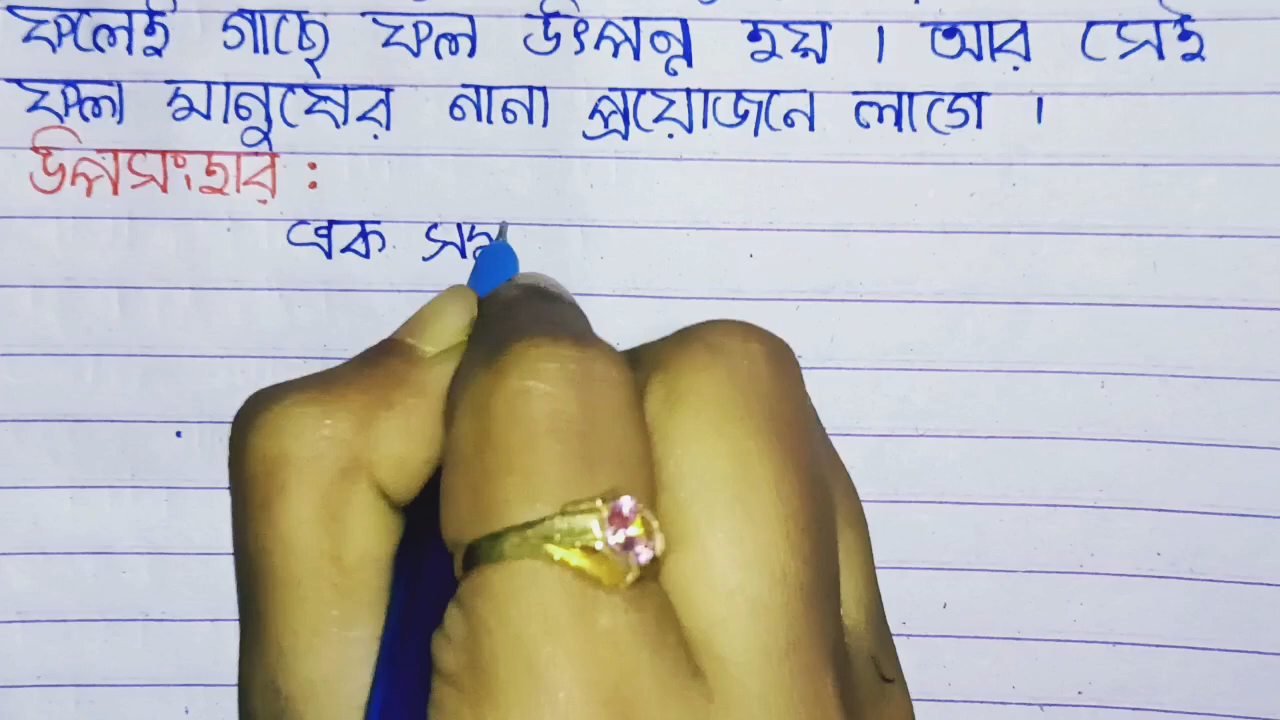 ফলেই গাছে ফল উৎপন্ন হয় । আর সেই
ফল মানুষের নানা প্রয়োজনে লাগে ।
উপসংহার :
এক